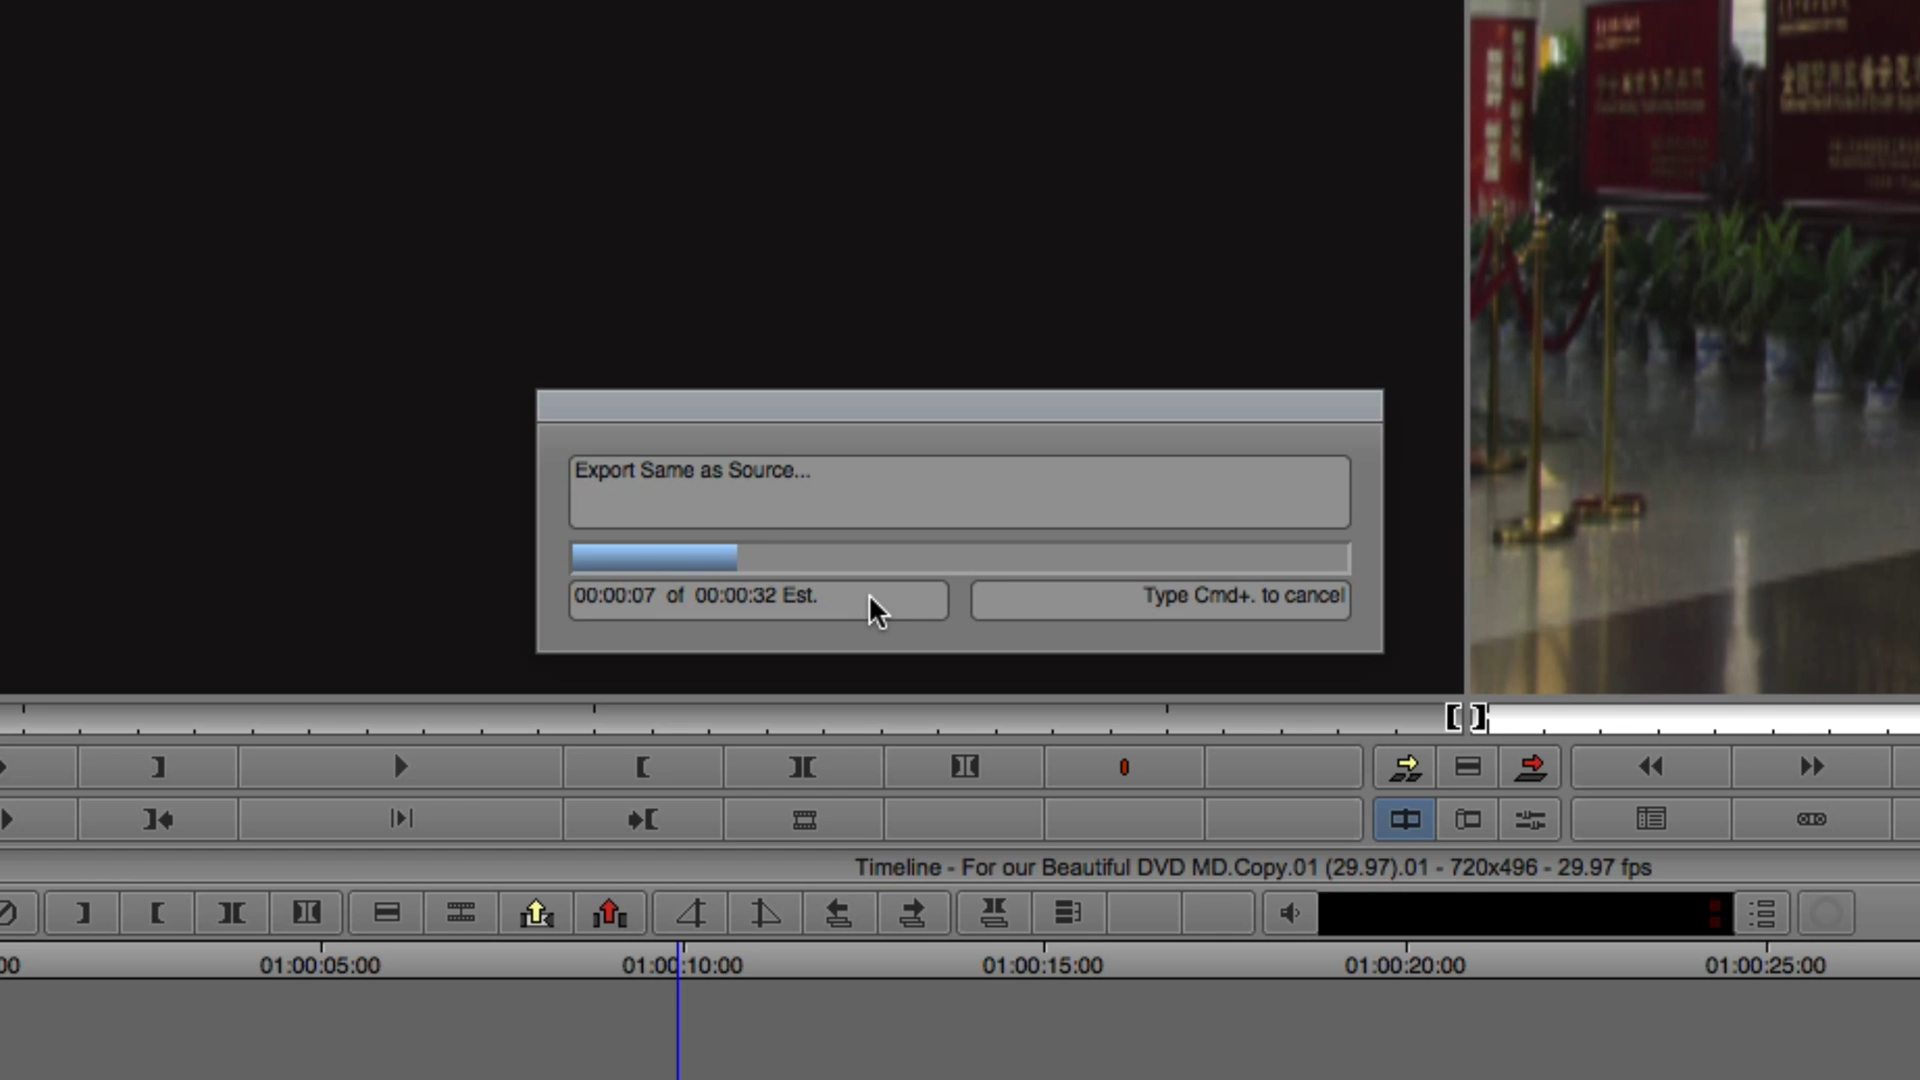 Export Same as Source...
00:00:07 of 00:00:32 Est.
Type Cmd+. to cancel
Timeline - For our Beautiful DVD MD.Copy.01 (29.97).01 - 720x496 - 29.97 fps
00
01:00:05:00
01:00:10:00
01:00:15:00
01:00:20:00
01:00:25:00